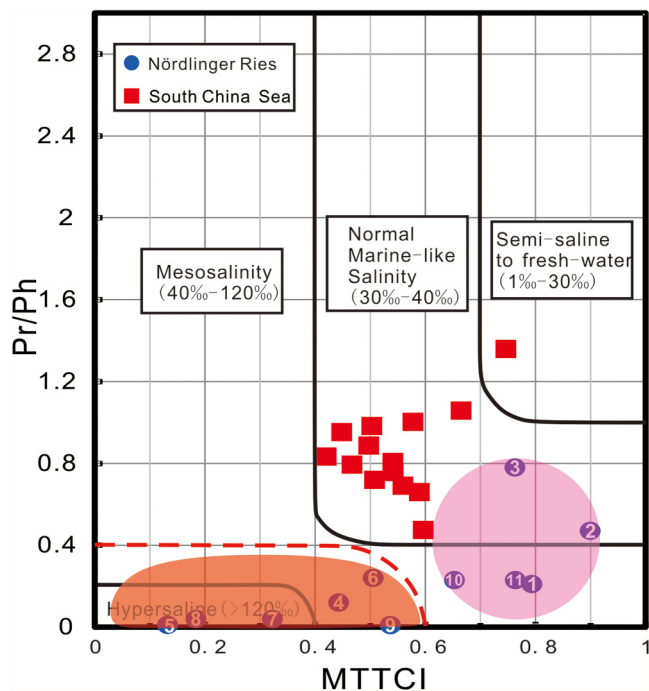 2.8
2.4
2
1.6
1.2
0.8
0.4
0
Pr/Ph
Nördlinger Ries
South China Sea
Mesosalinity
(40‰-120‰)
Normal
Marine-like
Salinity
(30‰-40‰)
Semi-saline
to fresh-water
(1%-30‰)
3
2
10
11
1
6
4
Hypersaline(>120‰)
5
8
7
9
0
0.2
0.4
0.6
0.8
1
MTTCI